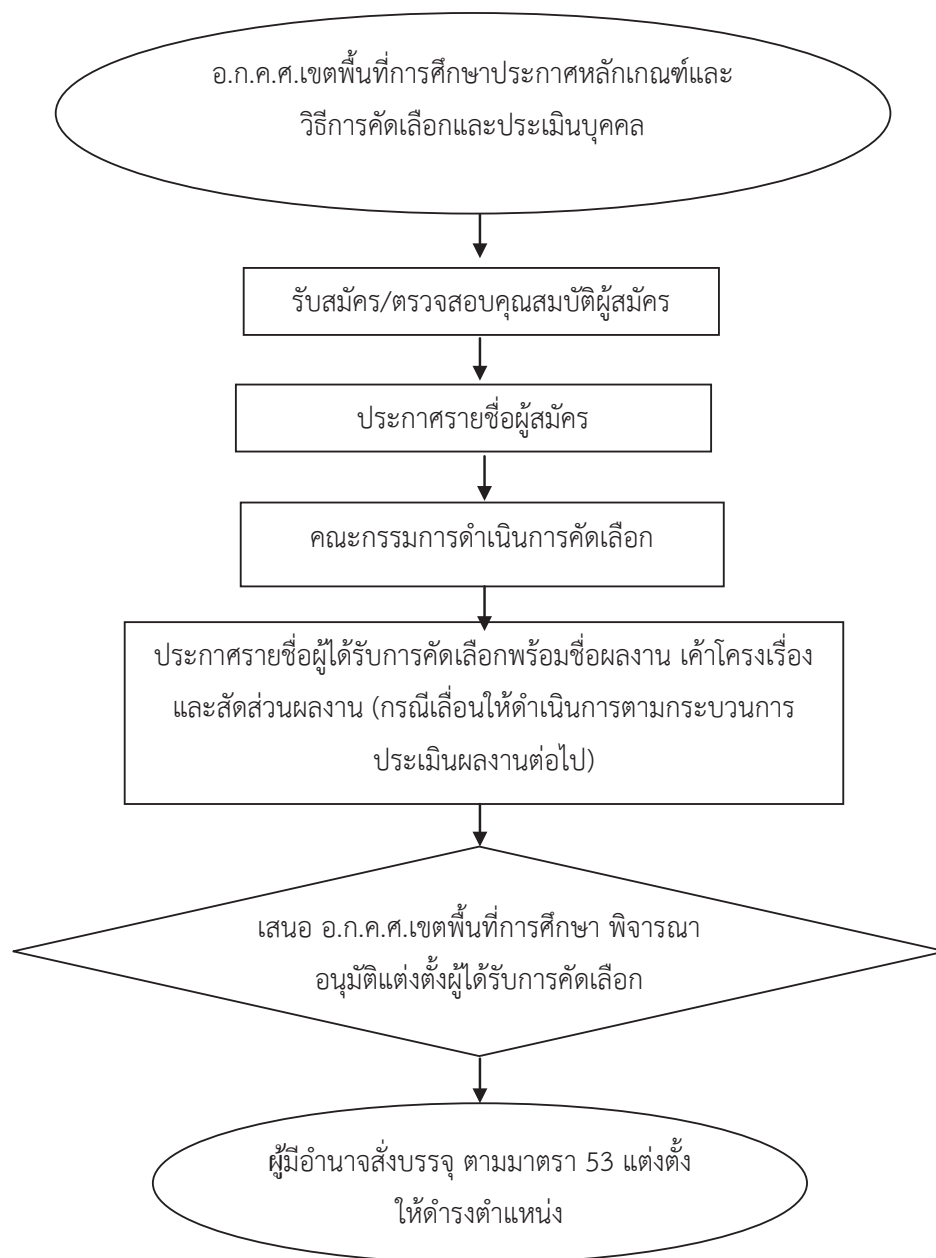 อ.ก.ค.ศ.เขตพื้นที่การศึกษาประกาศหลักเกณฑ์และ
วิธีการคัดเลือกและประเมินบุคคล
รับสมัคร/ตรวจสอบคุณสมบัติผู้สมัคร
ประกาศรายชื่อผู้สมัคร
คณะกรรมการดำเนินการคัดเลือก
ประกาศรายชื่อผู้ได้รับการคัดเลือกพร้อมชื่อผลงาน เค้าโครงเรื่อง
และสัดส่วนผลงาน (กรณีเลื่อนให้ดำเนินการตามกระบวนการ
ประเมินผลงานต่อไป)
เสนอ อ.ก.ค.ศ.เขตพื้นที่การศึกษา พิจารณา
อนุมัติแต่งตั้งผู้ได้รับการคัดเลือก
ผู้มีอำนาจสั่งบรรจุ ตามมาตรา 53 แต่งตั้ง
ให้ดำรงตำแหน่ง